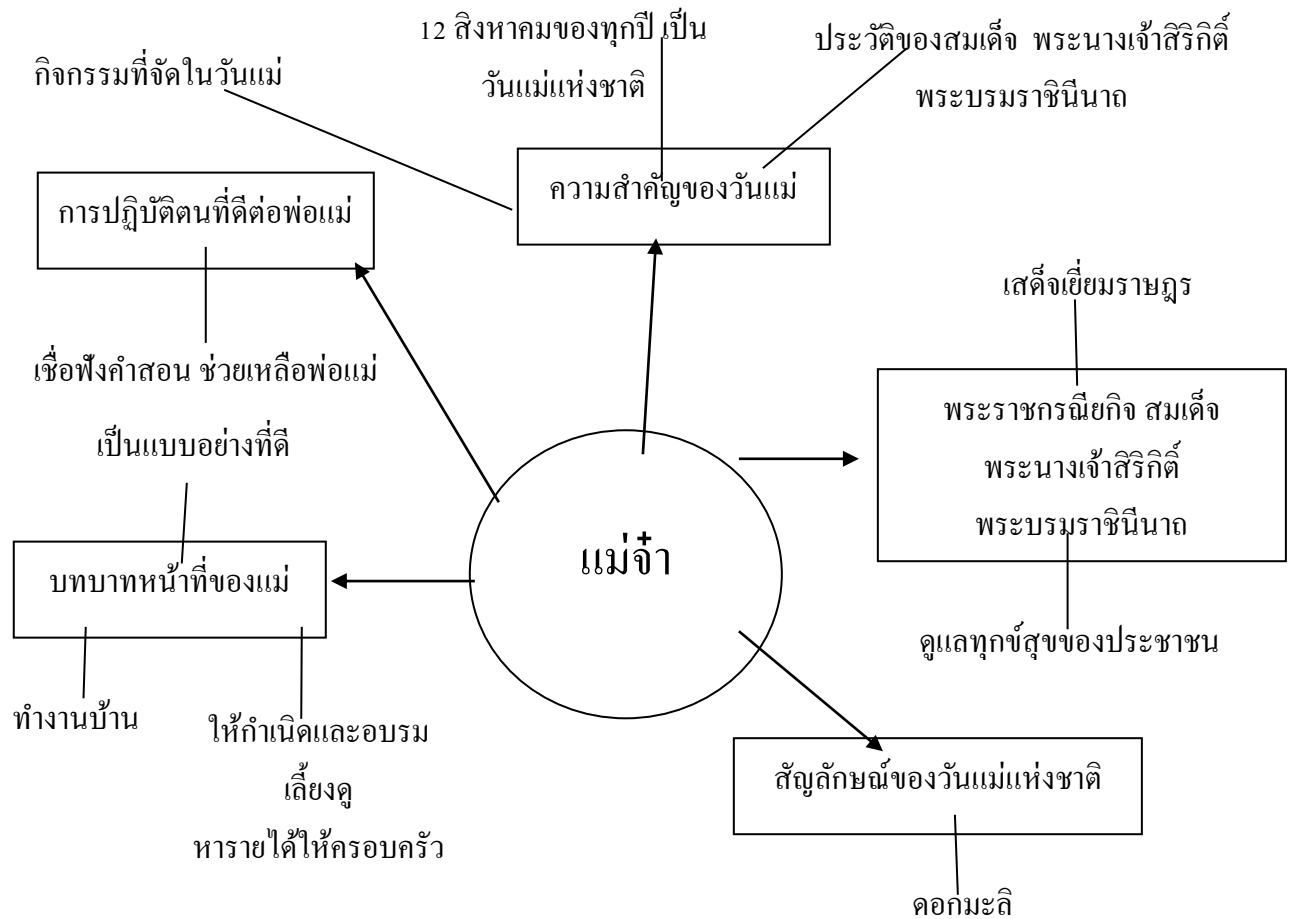 12 สิงหาคมของทุกปี เป็น
วันแม่แห่งชาติ
ประวัติของสมเด็จ พระนางเจ้าสิริกิติ์
พระบรมราชินีนาถ
กิจกรรมที่จัดในวันแม่
ความสำคัญของวันแม่
การปฏิบัติตนที่ดีต่อพ่อแม่
เชื่อฟังคำสอน ช่วยเหลือพ่อแม่
เสด็จเยี่ยมราษฎร
พระราชกรณียกิจ สมเด็จ
พระนางเจ้าสิริกิติ์
พระบรมราชินีนาถ
ดูแลทุกข์สุขของประชาชน
เป็นแบบอย่างที่ดี
บทบาทหน้าที่ของแม่
ทำงานบ้าน
ให้กำเนิดและอบรม
เลี้ยงดู
หารายได้ให้ครอบครัว
แม่จ๋า
สัญลักษณ์ของวันแม่แห่งชาติ
ดอกมะลิ